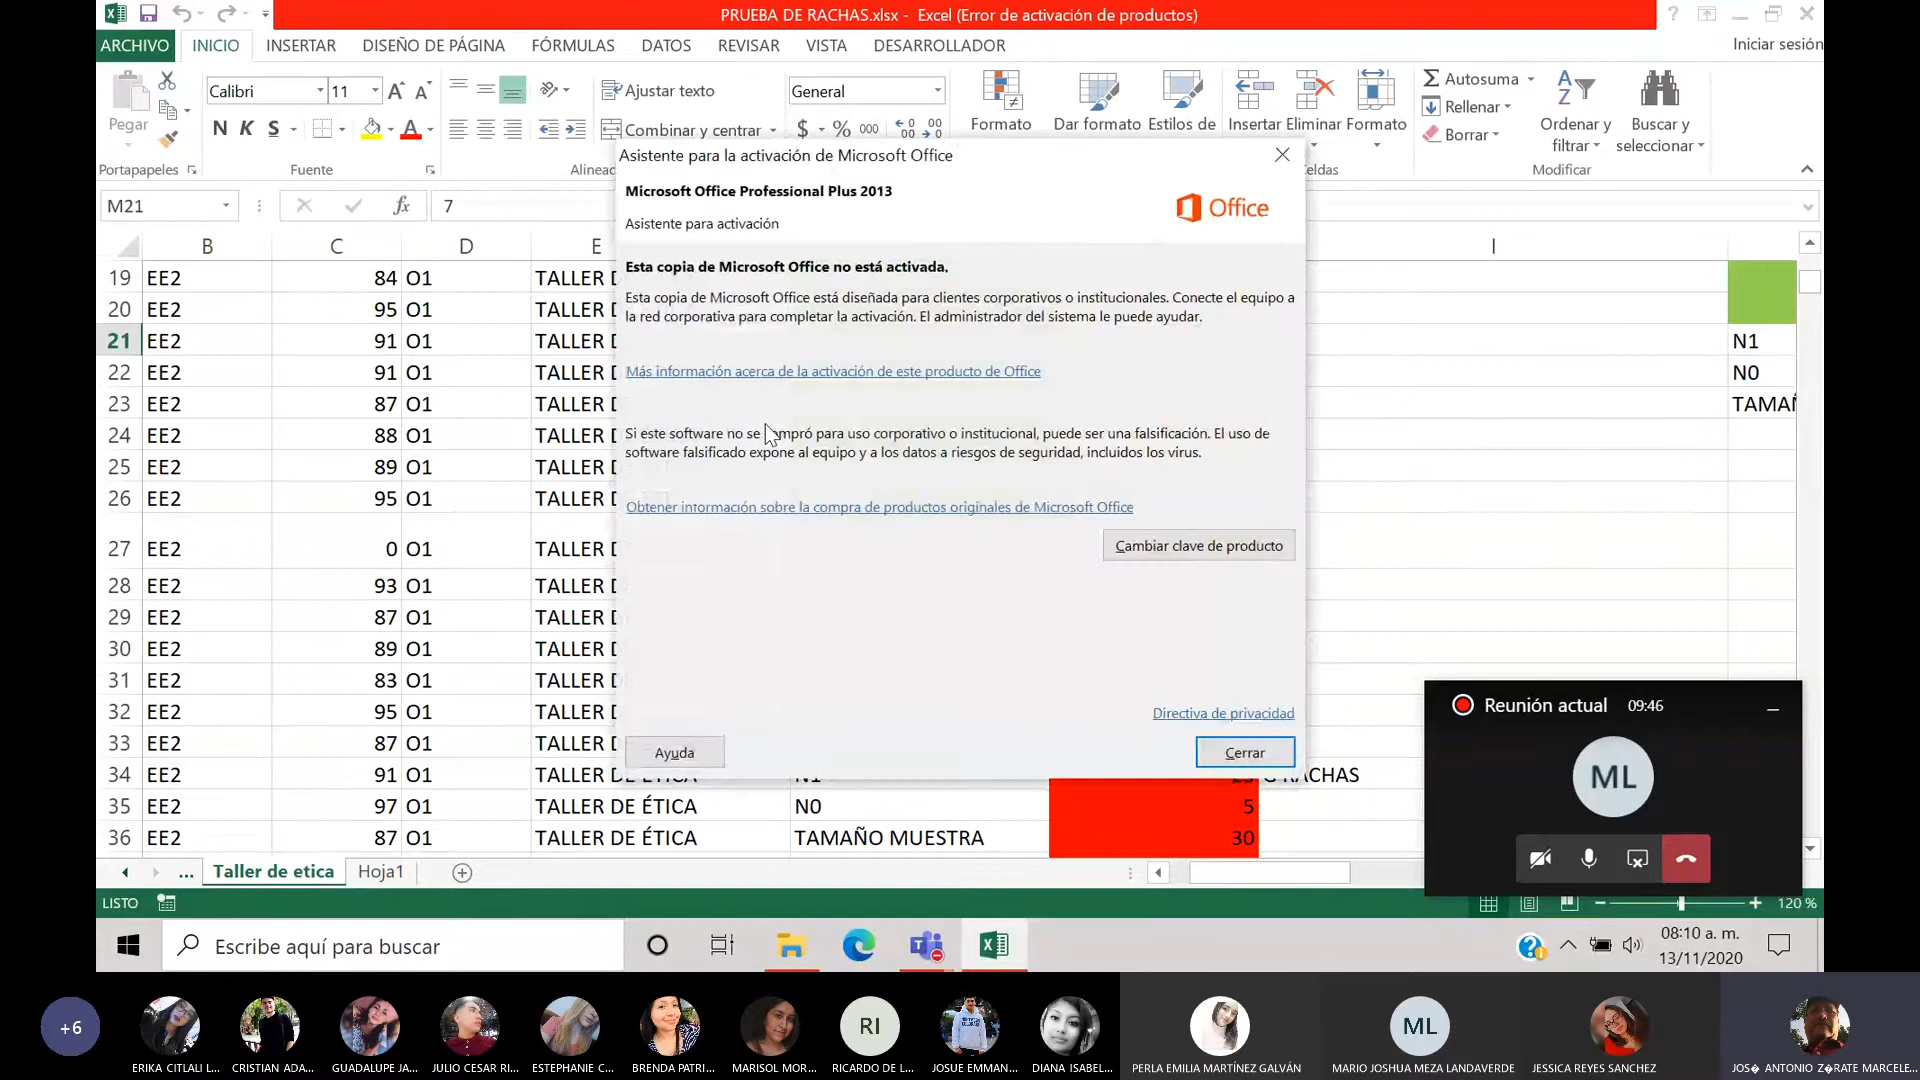 PRUEBA DE RACHAS.xlsx - Excel (Error de activación de productos)
ARCHIVO INICIO INSERTAR DISEÑO DE PÁGINA FÓRMULAS DATOS REVISAR VISTA DESARROLLADOR Iniciar sesión
Calibri 11 Ajustar texto General Autosuma
Pegar Formato Dar formato Estilos de Insertar Eliminar Formato Rellenar Ordenar y Buscar y
N K S Combinar y centrar $ % 000 Borrar filtrar seleccionar
Portapapeles Fuente Alinea Celdas Modificar
M21 fx 7
B C D E I
19 EE2 84 O1 TALLER D
20 EE2 95 O1 TALLER D
21 EE2 91 O1 TALLER D N1
22 EE2 91 O1 TALLER D N0
23 EE2 87 O1 TALLER D TAMAÑ
24 EE2 88 O1 TALLER D
25 EE2 89 O1 TALLER D
26 EE2 95 O1 TALLER D
27 EE2 0 O1 TALLER D
28 EE2 93 O1 TALLER D
29 EE2 87 O1 TALLER D
30 EE2 89 O1 TALLER D
31 EE2 83 O1 TALLER D
32 EE2 95 O1 TALLER D
33 EE2 87 O1 TALLER D
34 EE2 91 O1 TALLER DE ÉTICA N1 25 G RACHAS
35 EE2 97 O1 TALLER DE ÉTICA N0 5
36 EE2 87 O1 TALLER DE ÉTICA TAMAÑO MUESTRA 30
Asistente para la activación de Microsoft Office
Microsoft Office Professional Plus 2013
Office
Asistente para activación
Esta copia de Microsoft Office no está activada.
Esta copia de Microsoft Office está diseñada para clientes corporativos o institucionales. Conecte el equipo a
la red corporativa para completar la activación. El administrador del sistema le puede ayudar.
Más información acerca de la activación de este producto de Office
Si este software no se compró para uso corporativo o institucional, puede ser una falsificación. El uso de
software falsificado expone al equipo y a los datos a riesgos de seguridad, incluidos los virus.
Obtener información sobre la compra de productos originales de Microsoft Office
Cambiar clave de producto
Directiva de privacidad
Ayuda Cerrar
Reunión actual 09:46
ML
... Taller de etica Hoja1
LISTO 120 %
Escribe aquí para buscar
08:10 a. m.
13/11/2020
+6 RI ML
ERIKA CITLALI L... CRISTIAN ADA... GUADALUPE JA... JULIO CESAR RI... ESTEPHANIE C... BRENDA PATRI... MARISOL MOR... RICARDO DE L... JOSUE EMMAN... DIANA ISABEL... PERLA EMILIA MARTÍNEZ GALVÁN MARIO JOSHUA MEZA LANDAVERDE JESSICA REYES SANCHEZ JOS� ANTONIO Z�RATE MARCELE...